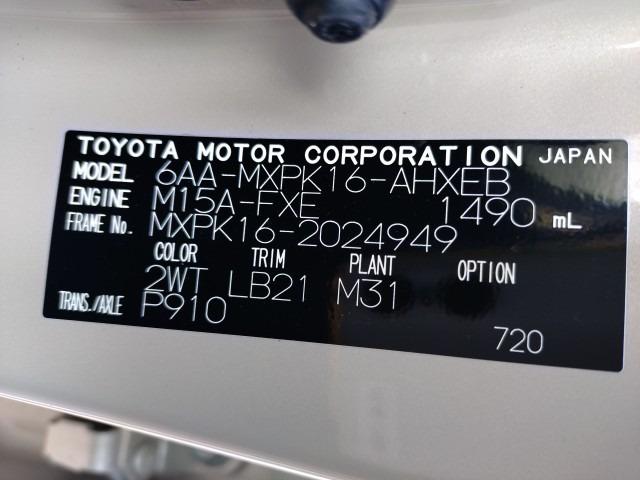 TOYOTA MOTOR CORPORATION JAPAN
MODEL 6AA-MXPK16-AHXEB
ENGINE M15A-FXE 1490 mL
FRAME No. MXPK16-2024949
COLOR TRIM PLANT OPTION
2WT LB21 M31
TRANS./AXLE P910
720